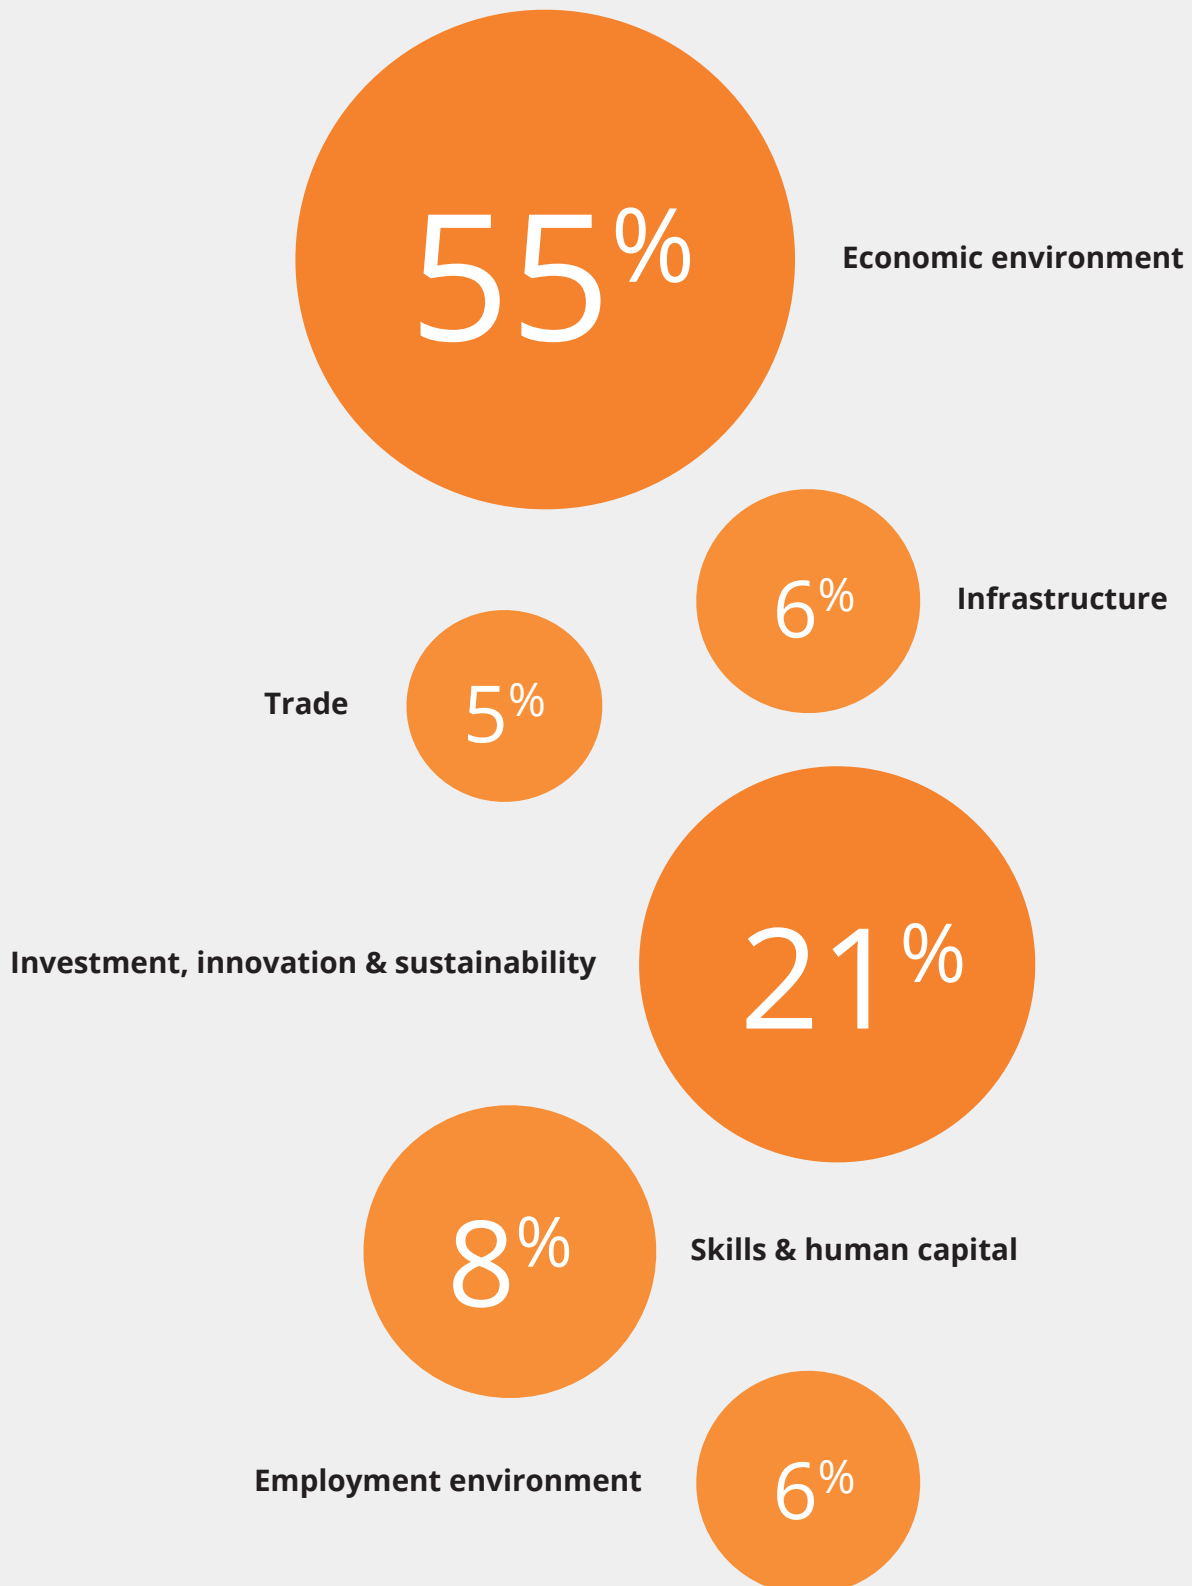 55%
Economic environment
6%
Infrastructure
Trade
5%
Investment, innovation & sustainability
21%
8%
Skills & human capital
Employment environment
6%